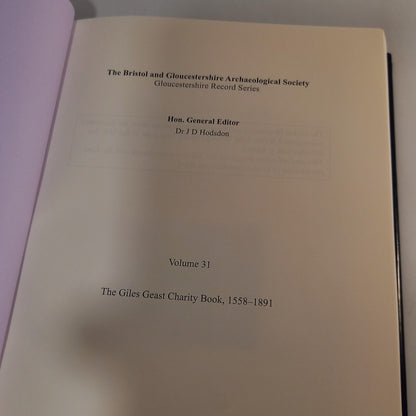 The Bristol and Gloucestershire Archaeological Society
Gloucestershire Record Series
Hon. General Editor
Dr J D Hodsdon
Volume 31
The Giles Geast Charity Book, 1558–1891